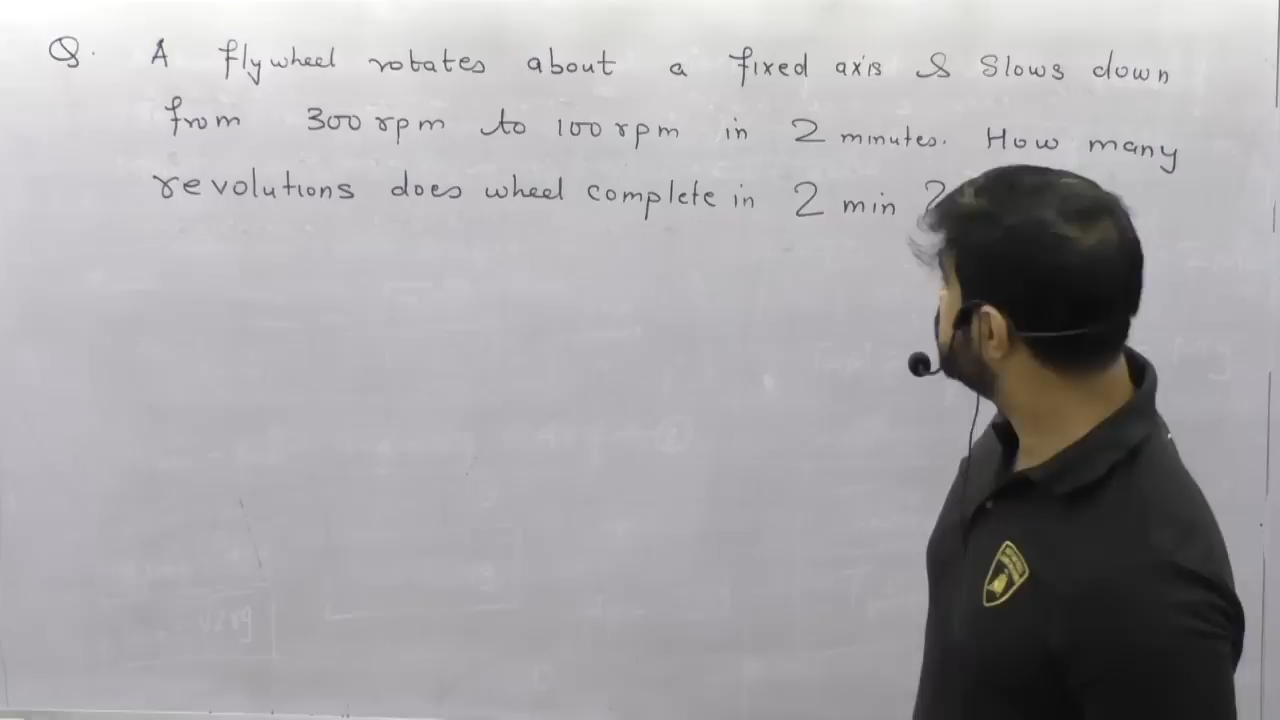 Q. A flywheel rotates about a fixed axis & slows down
from 300 rpm to 100 rpm in 2 minutes. How many
revolutions does wheel complete in 2 min ?